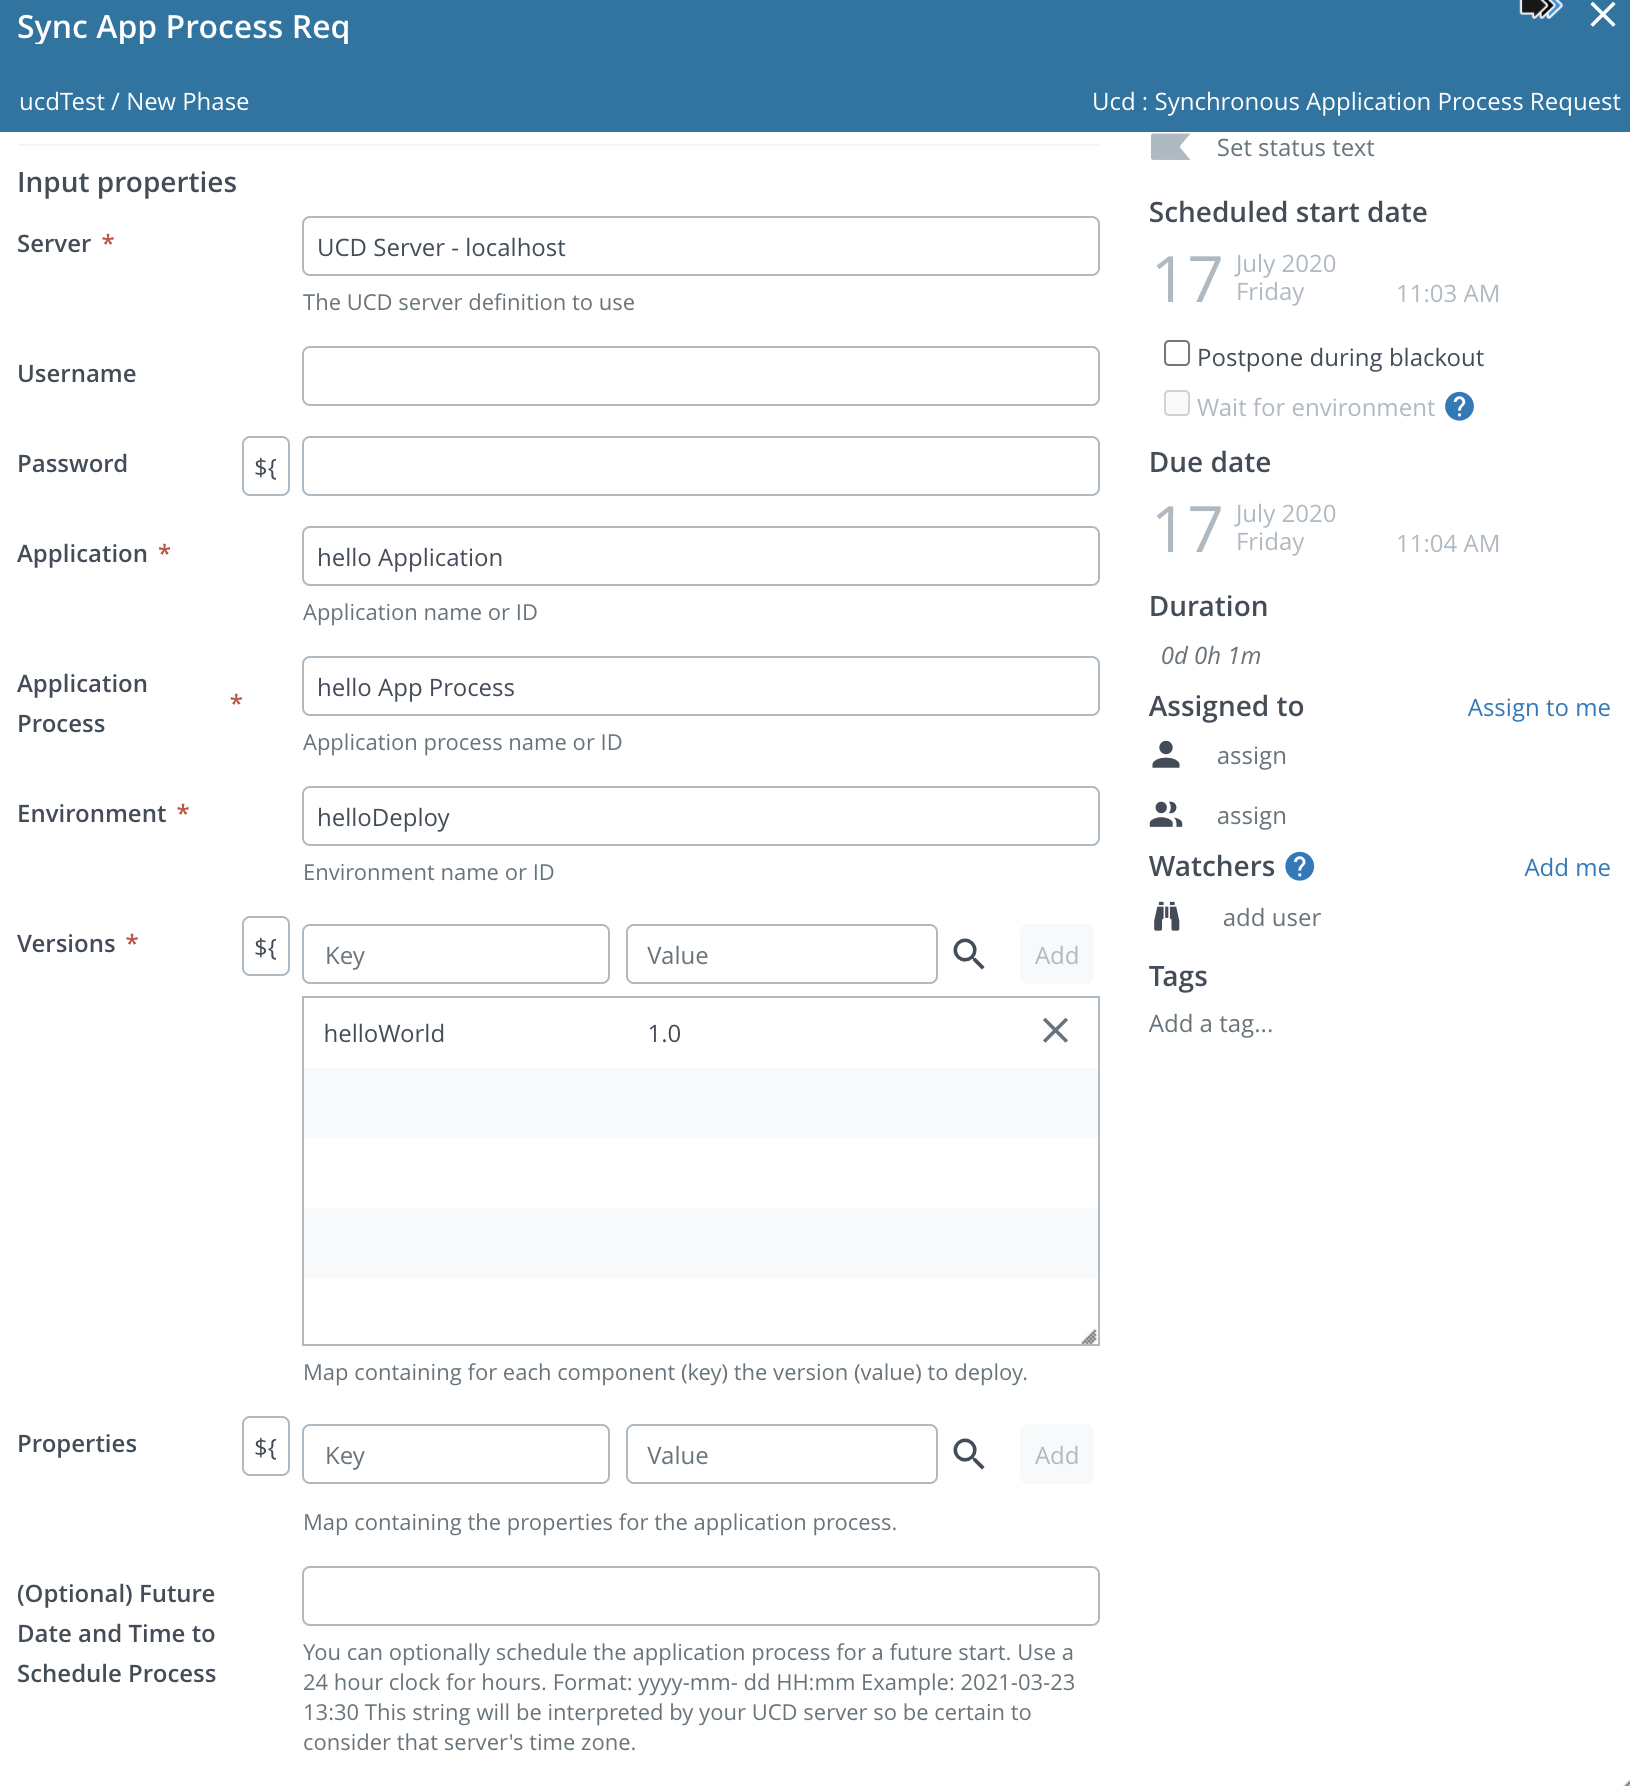 Sync App Process Req
ucdTest / New Phase
Ucd : Synchronous Application Process Request
Input properties
Server *
UCD Server - localhost
The UCD server definition to use
Username
Password
${
Application *
hello Application
Application name or ID
Application
Process
*
hello App Process
Application process name or ID
Environment *
helloDeploy
Environment name or ID
Versions *
${
Key
Value
Add
helloWorld
1.0
Map containing for each component (key) the version (value) to deploy.
Properties
${
Key
Value
Add
Map containing the properties for the application process.
(Optional) Future
Date and Time to
Schedule Process
You can optionally schedule the application process for a future start. Use a
24 hour clock for hours. Format: yyyy-mm- dd HH:mm Example: 2021-03-23
13:30 This string will be interpreted by your UCD server so be certain to
consider that server's time zone.
Set status text
Scheduled start date
17
July 2020
Friday
11:03 AM
Postpone during blackout
Wait for environment ?
Due date
17
July 2020
Friday
11:04 AM
Duration
0d 0h 1m
Assigned to
Assign to me
assign
assign
Watchers ?
Add me
add user
Tags
Add a tag...